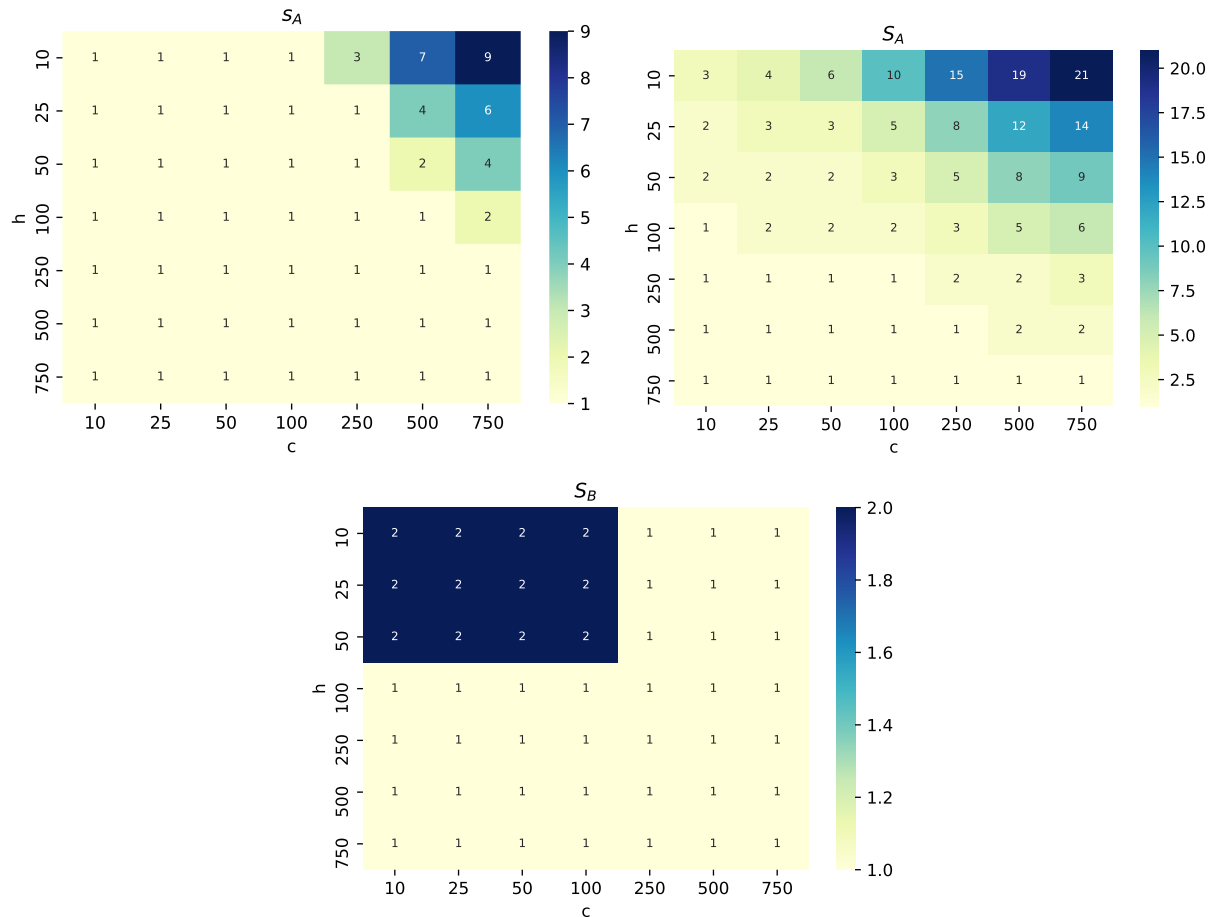 s_A
10 1 1 1 1 3 7 9
25 1 1 1 1 1 4 6
50 1 1 1 1 1 2 4
100 1 1 1 1 1 1 2
250 1 1 1 1 1 1 1
500 1 1 1 1 1 1 1
750 1 1 1 1 1 1 1
h
10 25 50 100 250 500 750
c
9
8
7
6
5
4
3
2
1
S_A
10 3 4 6 10 15 19 21
25 2 3 3 5 8 12 14
50 2 2 2 3 5 8 9
100 1 2 2 2 3 5 6
250 1 1 1 1 2 2 3
500 1 1 1 1 1 2 2
750 1 1 1 1 1 1 1
h
10 25 50 100 250 500 750
c
20.0
17.5
15.0
12.5
10.0
7.5
5.0
2.5
S_B
10 2 2 2 2 1 1 1
25 2 2 2 2 1 1 1
50 2 2 2 2 1 1 1
100 1 1 1 1 1 1 1
250 1 1 1 1 1 1 1
500 1 1 1 1 1 1 1
750 1 1 1 1 1 1 1
h
10 25 50 100 250 500 750
c
2.0
1.8
1.6
1.4
1.2
1.0